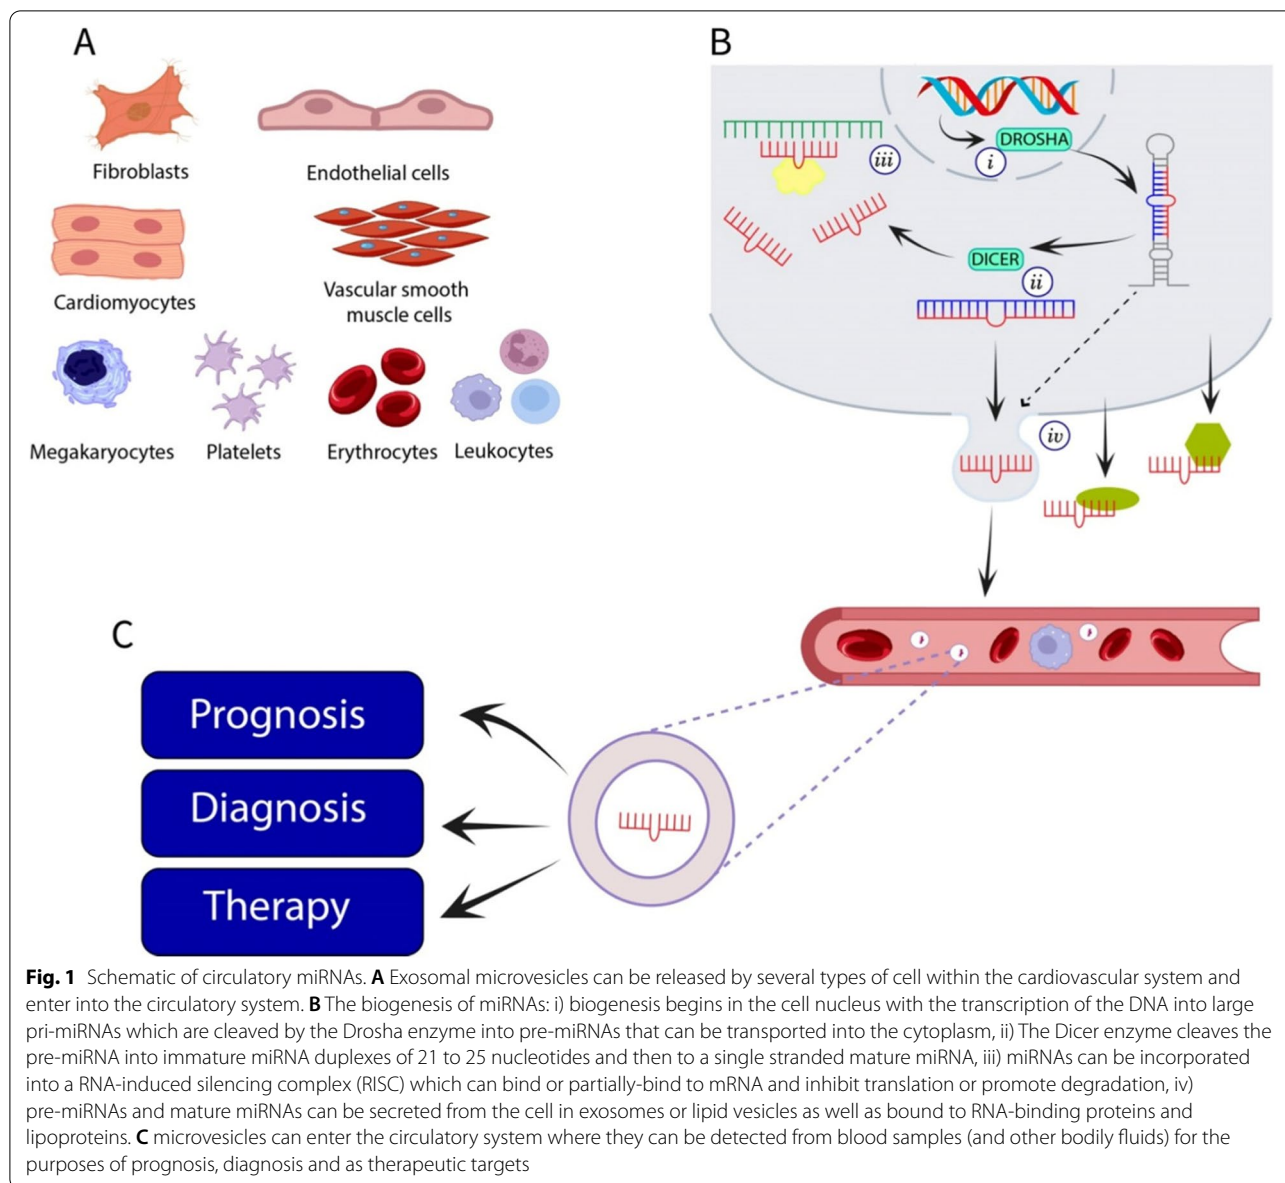 A
Fibroblasts
Endothelial cells
Cardiomyocytes
Vascular smooth
muscle cells
Megakaryocytes
Platelets
Erythrocytes
Leukocytes
B
DROSHA
i
iii
DICER
ii
iv
C
Prognosis
Diagnosis
Therapy
Fig. 1 Schematic of circulatory miRNAs. A Exosomal microvesicles can be released by several types of cell within the cardiovascular system and
enter into the circulatory system. B The biogenesis of miRNAs: i) biogenesis begins in the cell nucleus with the transcription of the DNA into large
pri-miRNAs which are cleaved by the Drosha enzyme into pre-miRNAs that can be transported into the cytoplasm, ii) The Dicer enzyme cleaves the
pre-miRNA into immature miRNA duplexes of 21 to 25 nucleotides and then to a single stranded mature miRNA, iii) miRNAs can be incorporated
into a RNA-induced silencing complex (RISC) which can bind or partially-bind to mRNA and inhibit translation or promote degradation, iv)
pre-miRNAs and mature miRNAs can be secreted from the cell in exosomes or lipid vesicles as well as bound to RNA-binding proteins and
lipoproteins. C microvesicles can enter the circulatory system where they can be detected from blood samples (and other bodily fluids) for the
purposes of prognosis, diagnosis and as therapeutic targets